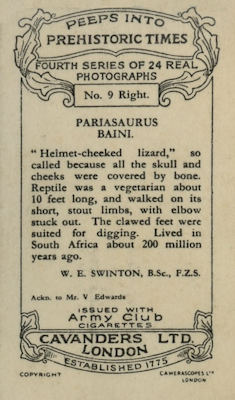 PEEPS INTO
PREHISTORIC TIMES
FOURTH SERIES OF 24 REAL
PHOTOGRAPHS
No. 9 Right.
PARIASAURUS
BAINI.
"Helmet-cheeked lizard," so
called because all the skull and
cheeks were covered by bone.
Reptile was a vegetarian about
10 feet long, and walked on its
short, stout limbs, with elbow
stuck out. The clawed feet were
suited for digging. Lived in
South Africa about 200 million
years ago.
W. E. SWINTON, B.Sc., F.Z.S.
Ackn. to Mr. V Edwards
ISSUED WITH
Army Club
CIGARETTES
CAVANDERS LTD.
LONDON
ESTABLISHED 1775
COPYRIGHT
CAMERASCOPES LTD
LONDON